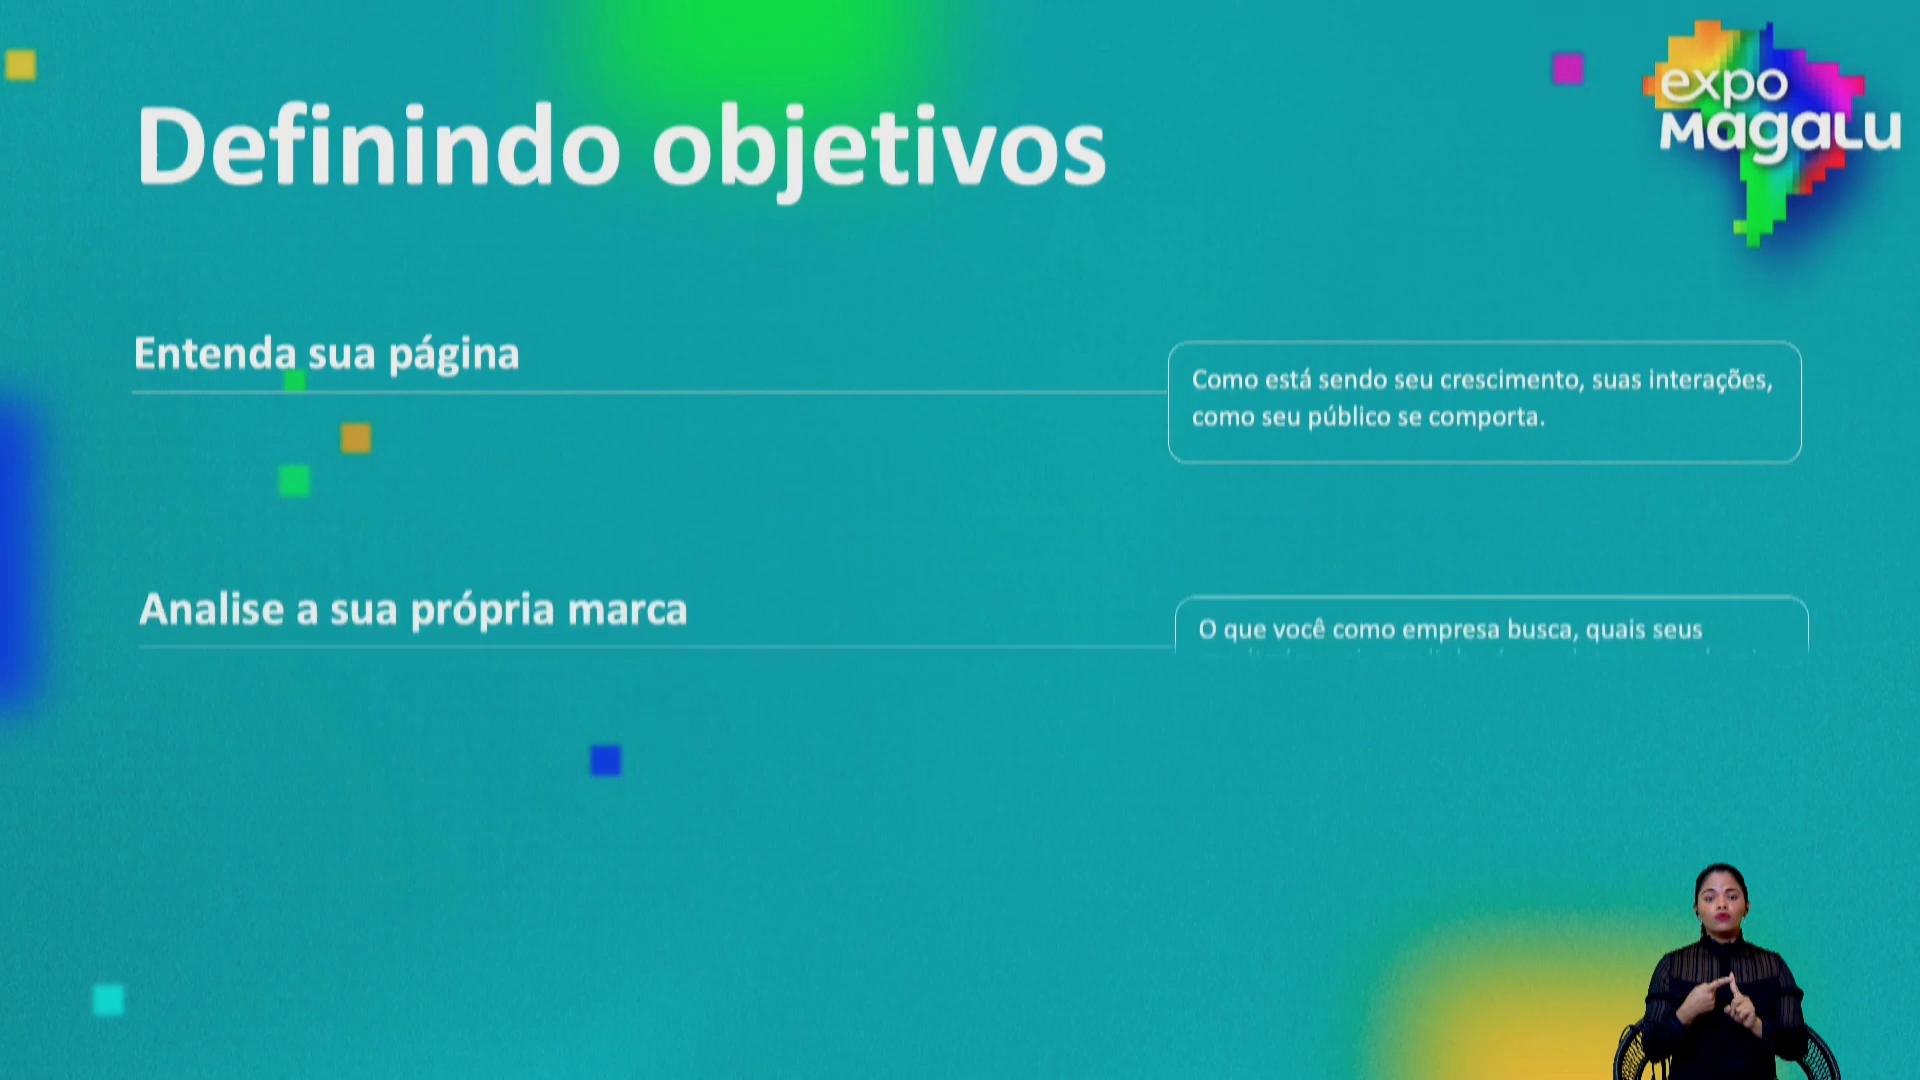 Definindo objetivos
expo
magalu
Entenda sua página
Como está sendo seu crescimento, suas interações,
como seu público se comporta.
Analise a sua própria marca
O que você como empresa busca, quais seus